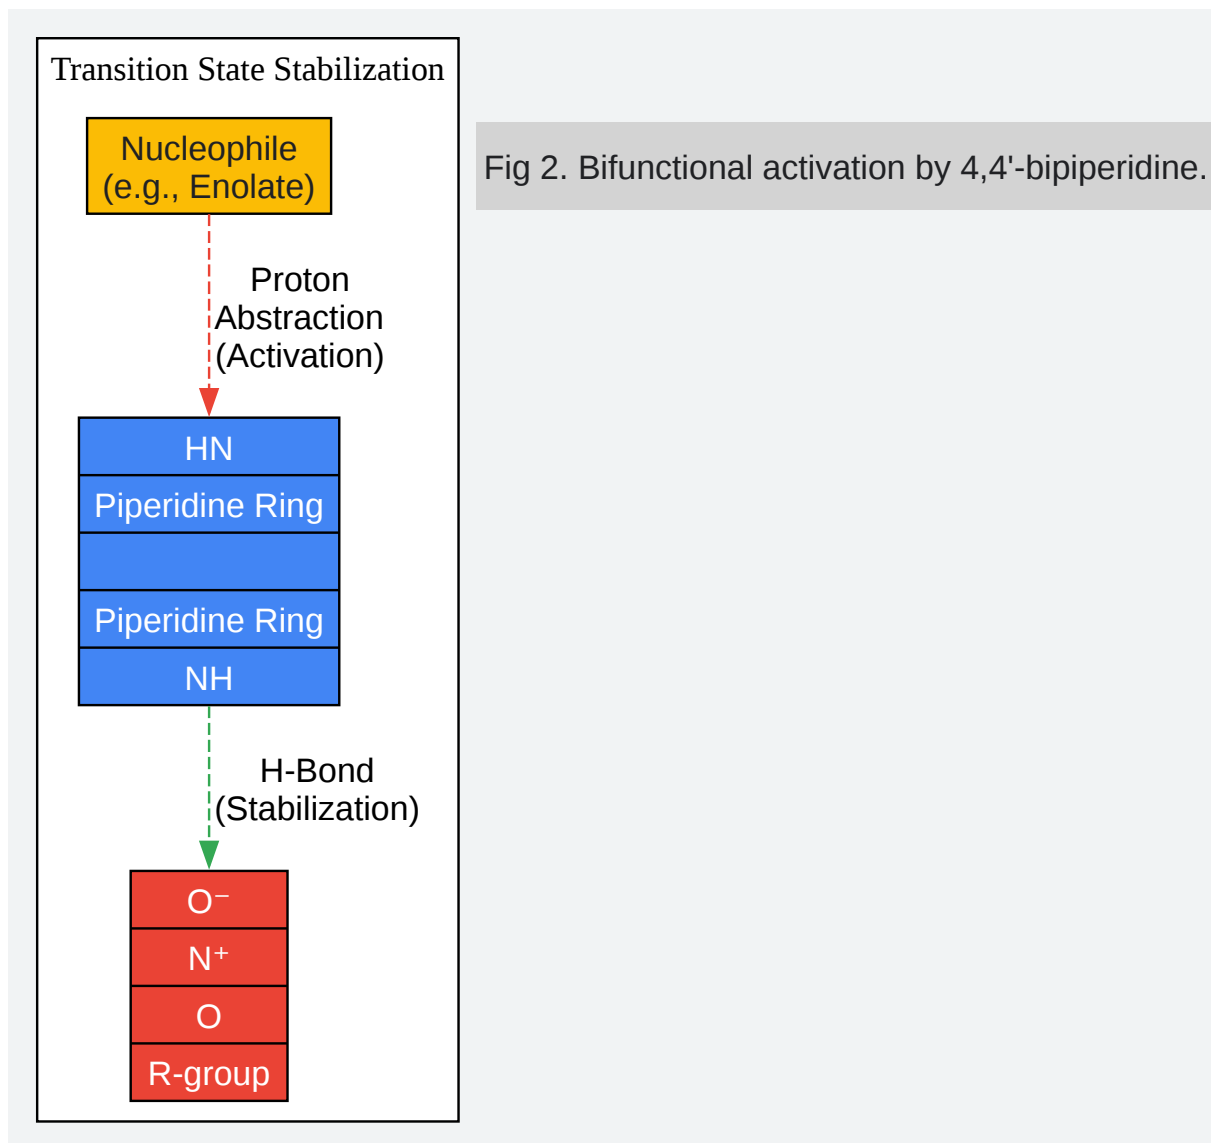 Transition State Stabilization
Nucleophile
(e.g., Enolate)
Fig 2. Bifunctional activation by 4,4'-bipiperidine.
Proton
Abstraction
(Activation)
HN
Piperidine Ring
Piperidine Ring
NH
H-Bond
(Stabilization)
O⁻
N⁺
O
R-group